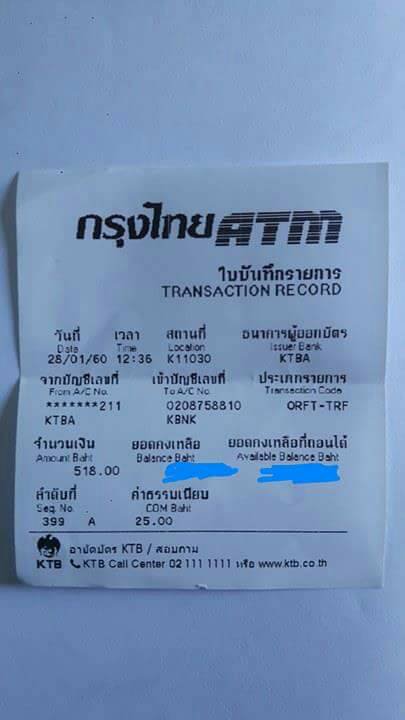 กรุงไทย ATM
ใบบันทึกรายการ
TRANSACTION RECORD
วันที่ เวลา สถานที่ ธนาคารผู้ออกบัตร
Date Time Location Issuer Bank
28/01/60 12:36 K11030 KTBA
จากบัญชีเลขที่ เข้าบัญชีเลขที่ ประเภทรายการ
From A/C No. To A/C No. Transaction Code
*******211 0208758810 ORFT-TRF
KTBA KBNK
จำนวนเงิน ยอดคงเหลือ ยอดคงเหลือที่ถอนได้
Amount Baht Balance Baht Available Balance Baht
518.00
ลำดับที่ ค่าธรรมเนียม
Seq. No. COM Baht
399 A 25.00
อายัดบัตร KTB / สอบถาม
KTB Call Center 02 111 1111 หรือ www.ktb.co.th
KTB